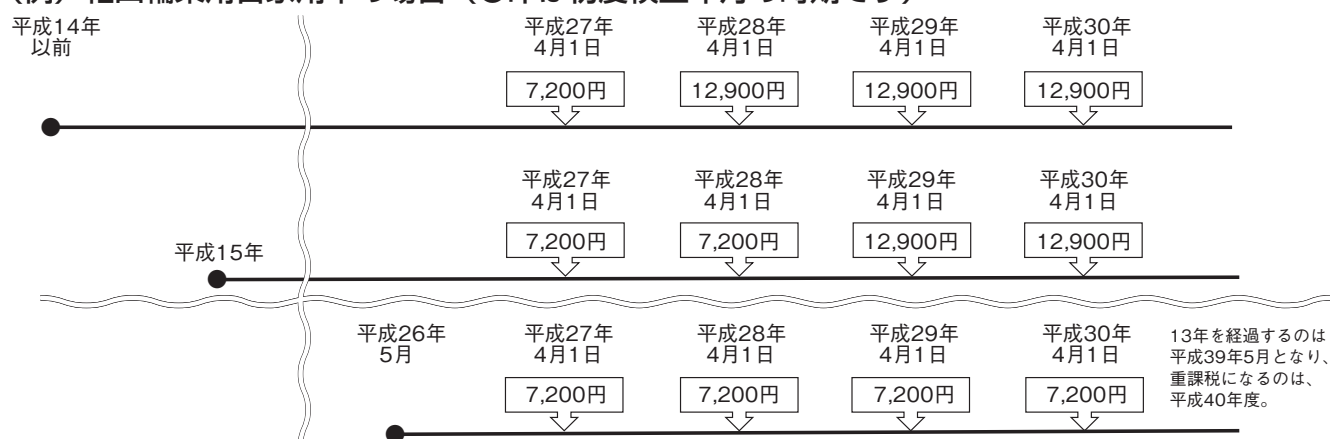 平成14年
以前
平成27年
4月1日
平成28年
4月1日
平成29年
4月1日
平成30年
4月1日
7,200円
12,900円
12,900円
12,900円
平成27年
4月1日
平成28年
4月1日
平成29年
4月1日
平成30年
4月1日
平成15年
7,200円
7,200円
12,900円
12,900円
平成26年
5月
平成27年
4月1日
平成28年
4月1日
平成29年
4月1日
平成30年
4月1日
7,200円
7,200円
7,200円
7,200円
13年を経過するのは
平成39年5月となり、
重課税になるのは、
平成40年度。